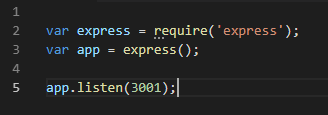 1
2 var express = require('express');
3 var app = express();
4
5 app.listen(3001);